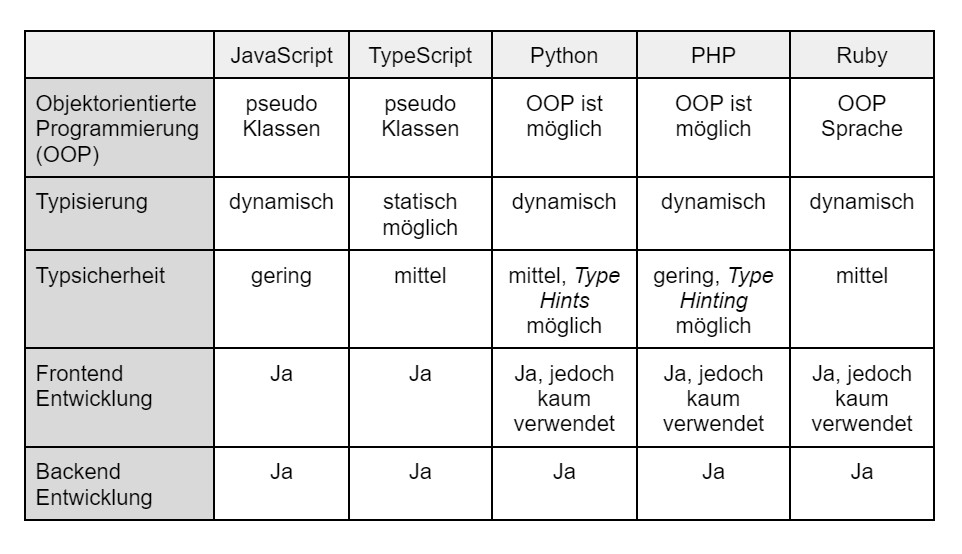 JavaScript TypeScript Python PHP Ruby
Objektorientierte pseudo pseudo OOP ist OOP ist OOP
Programmierung Klassen Klassen möglich möglich Sprache
(OOP)
Typisierung dynamisch statisch dynamisch dynamisch dynamisch
möglich
Typsicherheit gering mittel mittel, Type gering, Type mittel
Hints Hinting
möglich möglich
Frontend Ja Ja Ja, jedoch Ja, jedoch Ja, jedoch
Entwicklung kaum kaum kaum
verwendet verwendet verwendet
Backend Ja Ja Ja Ja Ja
Entwicklung